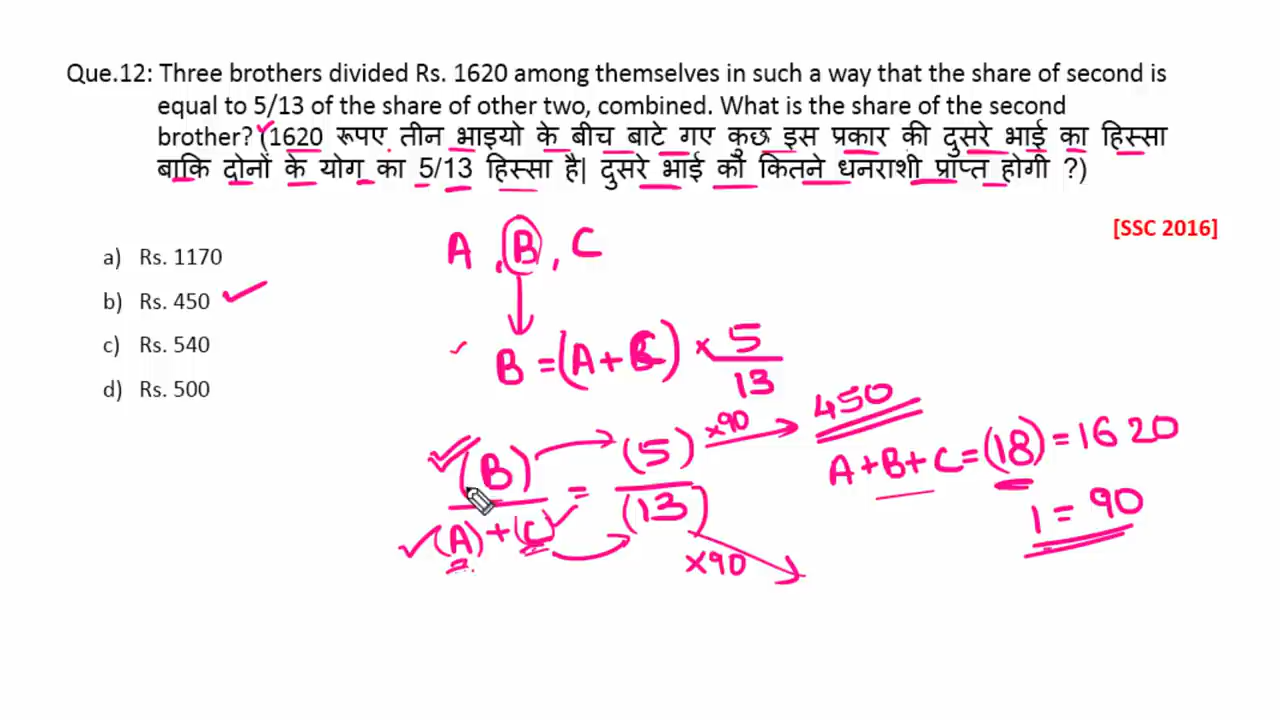 Que.12: Three brothers divided Rs. 1620 among themselves in such a way that the share of second is
equal to 5/13 of the share of other two, combined. What is the share of the second
brother? (1620 रूपए तीन भाइयो के बीच बाटे गए कुछ इस प्रकार की दुसरे भाई का हिस्सा
बाकि दोनों के योग का 5/13 हिस्सा है| दुसरे भाई को कितने धनराशी प्राप्त होगी ?)
[SSC 2016]
a) Rs. 1170
b) Rs. 450
c) Rs. 540
d) Rs. 500
A , B , C
B = (A+C) × 5/13
(B)/(A)+(C) = (5)/(13)
×90
450
×90
A+B+C=(18)=1620
1 = 90